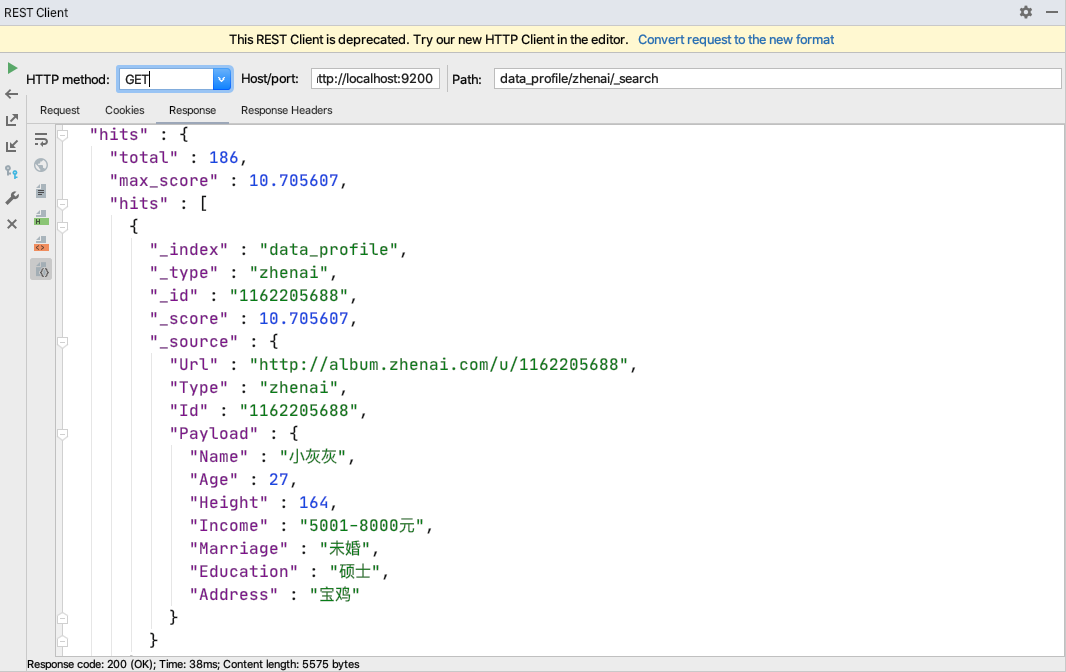 REST Client
This REST Client is deprecated. Try our new HTTP Client in the editor. Convert request to the new format
HTTP method: GET Host/port: ttp://localhost:9200 Path: data_profile/zhenai/_search
Request Cookies Response Response Headers
"hits" : {
"total" : 186,
"max_score" : 10.705607,
"hits" : [
{
"_index" : "data_profile",
"_type" : "zhenai",
"_id" : "1162205688",
"_score" : 10.705607,
"_source" : {
"Url" : "http://album.zhenai.com/u/1162205688",
"Type" : "zhenai",
"Id" : "1162205688",
"Payload" : {
"Name" : "小灰灰",
"Age" : 27,
"Height" : 164,
"Income" : "5001-8000元",
"Marriage" : "未婚",
"Education" : "硕士",
"Address" : "宝鸡"
}
}
Response code: 200 (OK); Time: 38ms; Content length: 5575 bytes